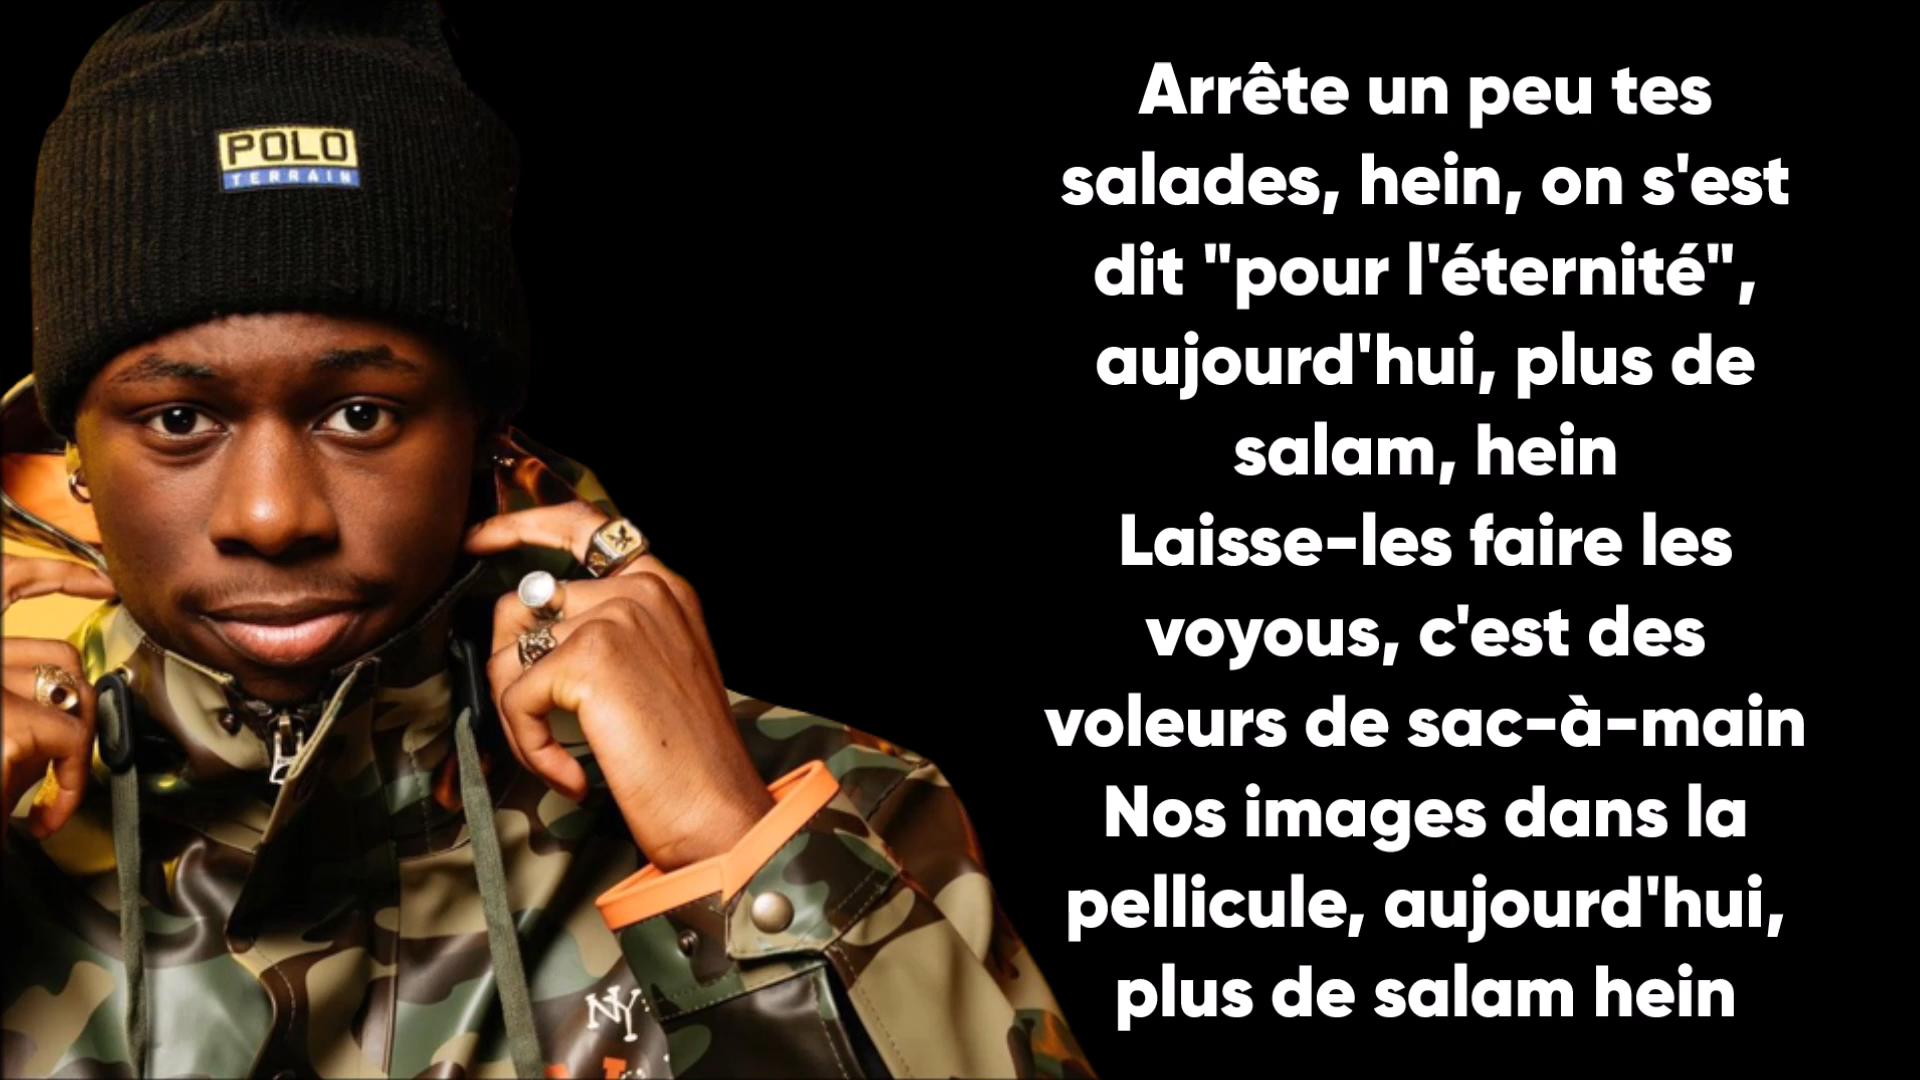 POLO
TERRAIN
NY
Arrête un peu tes
salades, hein, on s'est
dit "pour l'éternité",
aujourd'hui, plus de
salam, hein
Laisse-les faire les
voyous, c'est des
voleurs de sac-à-main
Nos images dans la
pellicule, aujourd'hui,
plus de salam hein